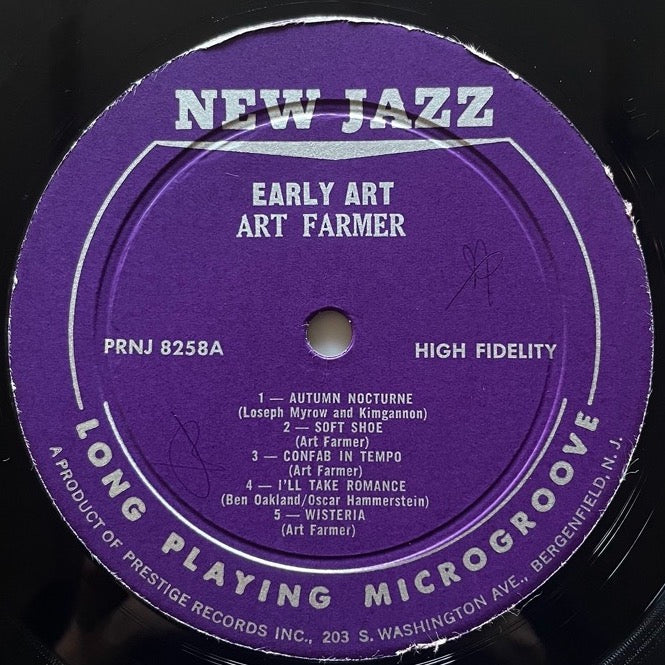 NEW JAZZ
EARLY ART
ART FARMER
PRNJ 8258A
HIGH FIDELITY
1 — AUTUMN NOCTURNE
(Loseph Myrow and Kimgannon)
2 — SOFT SHOE
(Art Farmer)
3 — CONFAB IN TEMPO
(Art Farmer)
4 — I'LL TAKE ROMANCE
(Ben Oakland/Oscar Hammerstein)
5 — WISTERIA
(Art Farmer)
LONG PLAYING MICROGROOVE
A PRODUCT OF PRESTIGE RECORDS INC., 203 S. WASHINGTON AVE., BERGENFIELD, N. J.